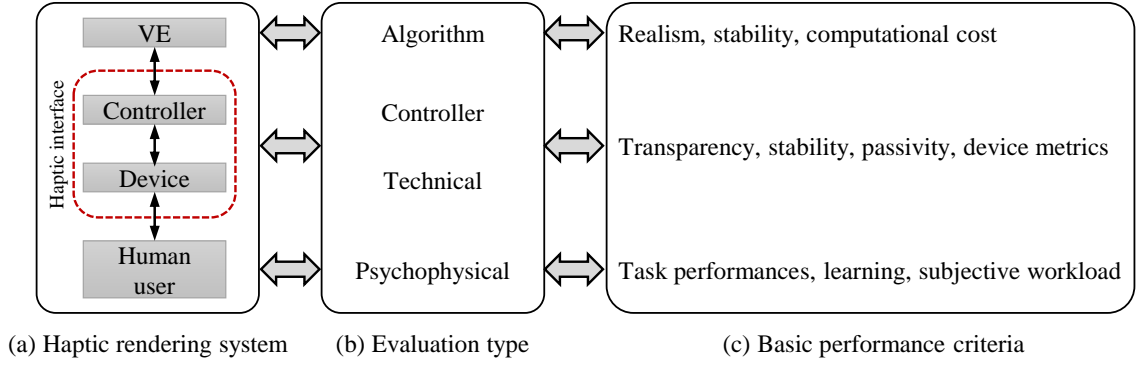 VE
Algorithm
Realism, stability, computational cost
Haptic interface
Controller
Controller
Transparency, stability, passivity, device metrics
Device
Technical
Human
user
Psychophysical
Task performances, learning, subjective workload
(a) Haptic rendering system
(b) Evaluation type
(c) Basic performance criteria